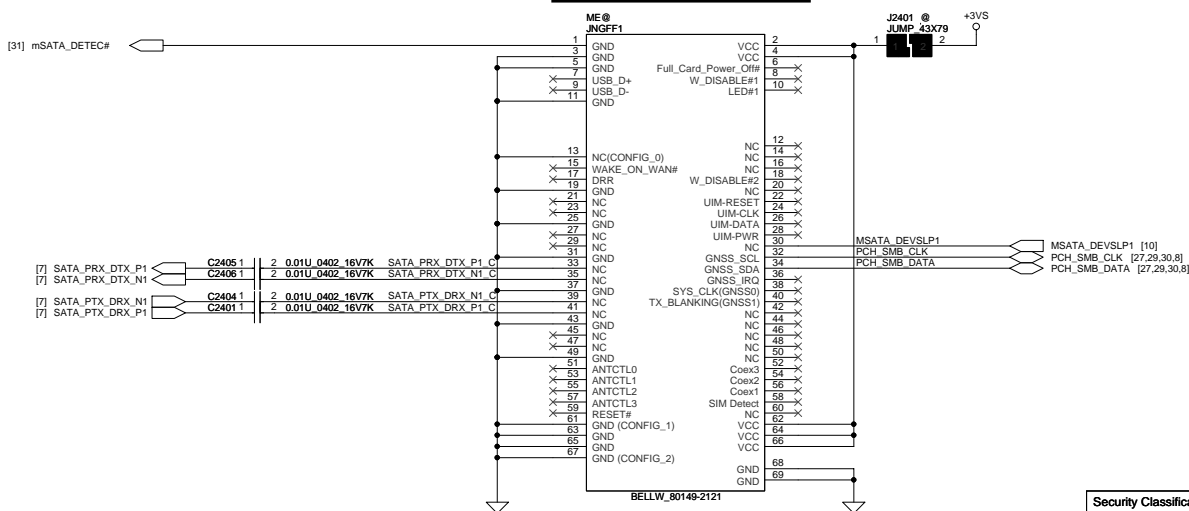 ME@
JNGFF1
J2401 @
JUMP_43X79
+3VS
1 2
1 2
[31] mSATA_DETEC#
1 GND VCC 2
3 GND VCC 4
5 GND Full_Card_Power_Off# 6
7 USB_D+ W_DISABLE#1 8
9 USB_D- LED#1 10
11 GND
NC 12
13 NC(CONFIG_0) NC 14
15 WAKE_ON_WAN# NC 16
17 DRR W_DISABLE#2 18
19 GND NC 20
21 NC UIM-RESET 22
23 NC UIM-CLK 24
25 GND UIM-DATA 26
27 NC UIM-PWR 28
29 NC NC 30 MSATA_DEVSLP1 MSATA_DEVSLP1 [10]
31 GND GNSS_SCL 32 PCH_SMB_CLK PCH_SMB_CLK [27,29,30,8]
[7] SATA_PRX_DTX_P1 C2405 1 2 0.01U_0402_16V7K SATA_PRX_DTX_P1_C 33 NC GNSS_SDA 34 PCH_SMB_DATA PCH_SMB_DATA [27,29,30,8]
[7] SATA_PRX_DTX_N1 C2406 1 2 0.01U_0402_16V7K SATA_PRX_DTX_N1_C 35 NC GNSS_IRQ 36
37 GND SYS_CLK(GNSS0) 38
[7] SATA_PTX_DRX_N1 C2404 1 2 0.01U_0402_16V7K SATA_PTX_DRX_N1_C 39 NC TX_BLANKING(GNSS1) 40
[7] SATA_PTX_DRX_P1 C2401 1 2 0.01U_0402_16V7K SATA_PTX_DRX_P1_C 41 NC NC 42
43 GND NC 44
45 NC NC 46
47 NC NC 48
49 GND NC 50
51 ANTCTL0 Coex3 52
53 ANTCTL1 Coex2 54
55 ANTCTL2 Coex1 56
57 ANTCTL3 SIM Detect 58
59 RESET# NC 60
61 GND (CONFIG_1) VCC 62
63 GND VCC 64
65 GND VCC 66
67 GND (CONFIG_2)
GND 68
GND 69
BELLW_80149-2121
Security